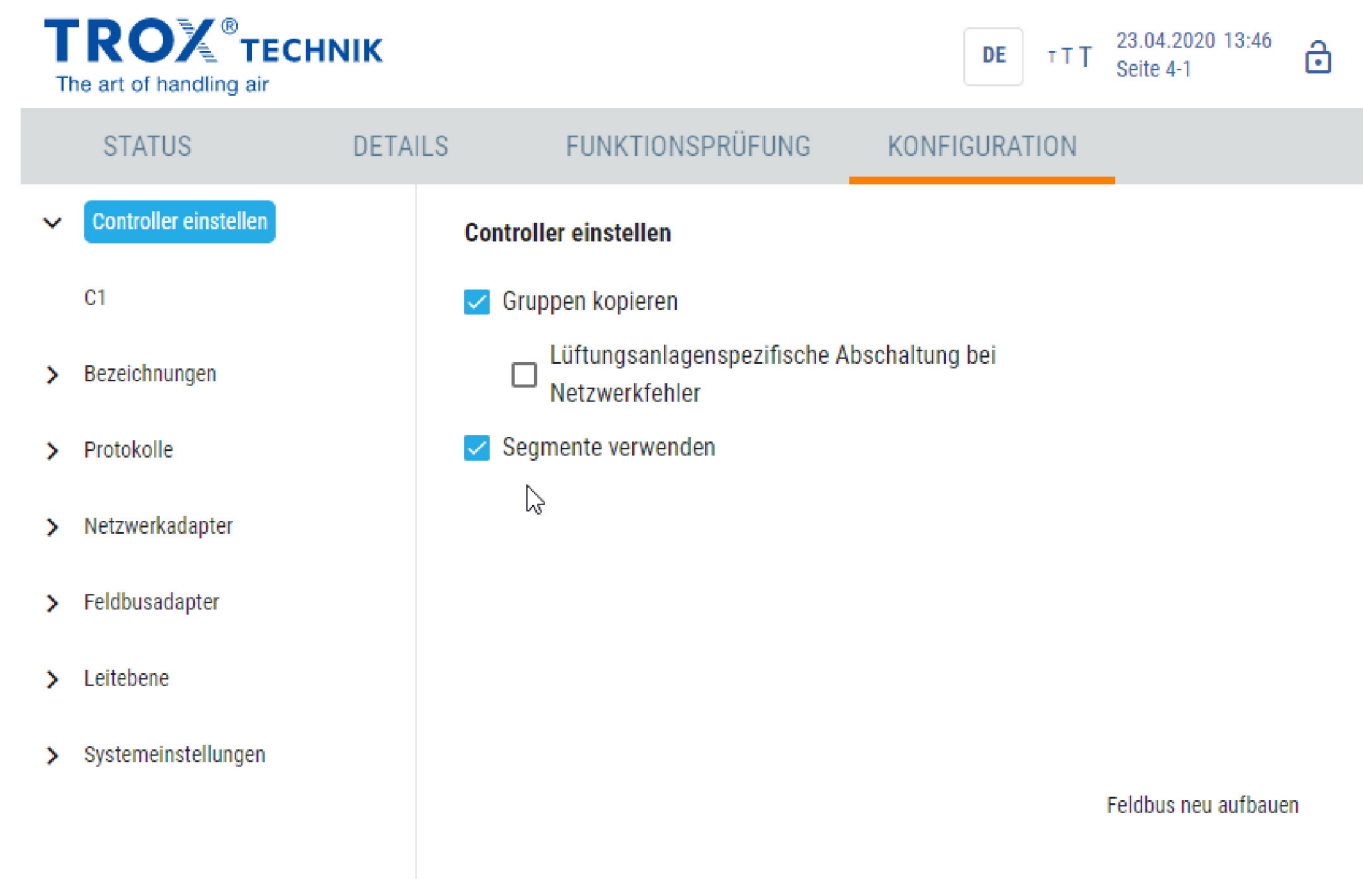 TROX® TECHNIK
The art of handling air
DE
T T T
23.04.2020 13:46
Seite 4-1
STATUS
DETAILS
FUNKTIONSPRÜFUNG
KONFIGURATION
Controller einstellen
C1
Bezeichnungen
Protokolle
Netzwerkadapter
Feldbusadapter
Leitebene
Systemeinstellungen
Controller einstellen
Gruppen kopieren
Lüftungsanlagenspezifische Abschaltung bei
Netzwerkfehler
Segmente verwenden
Feldbus neu aufbauen